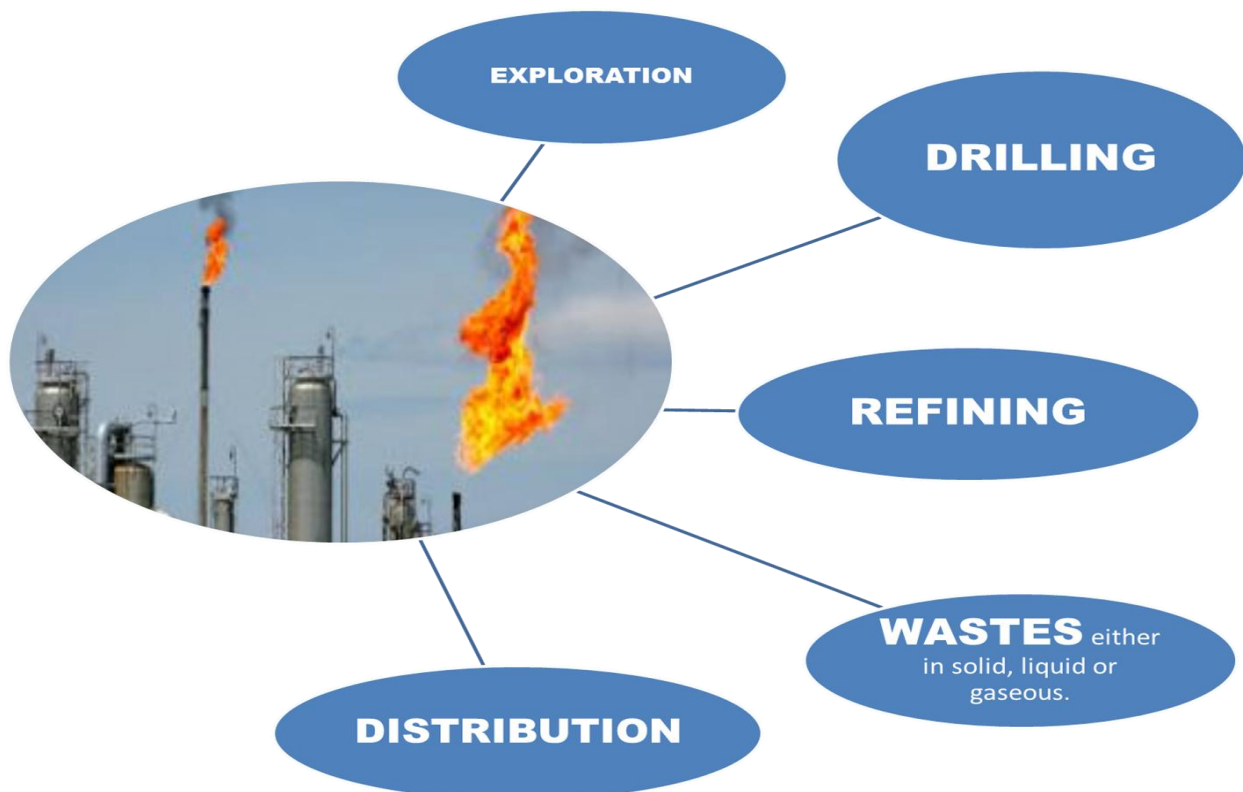 EXPLORATION
DRILLING
REFINING
WASTES either
in solid, liquid or
gaseous.
DISTRIBUTION